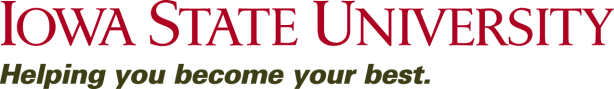 IOWA STATE UNIVERSITY
Helping you become your best.